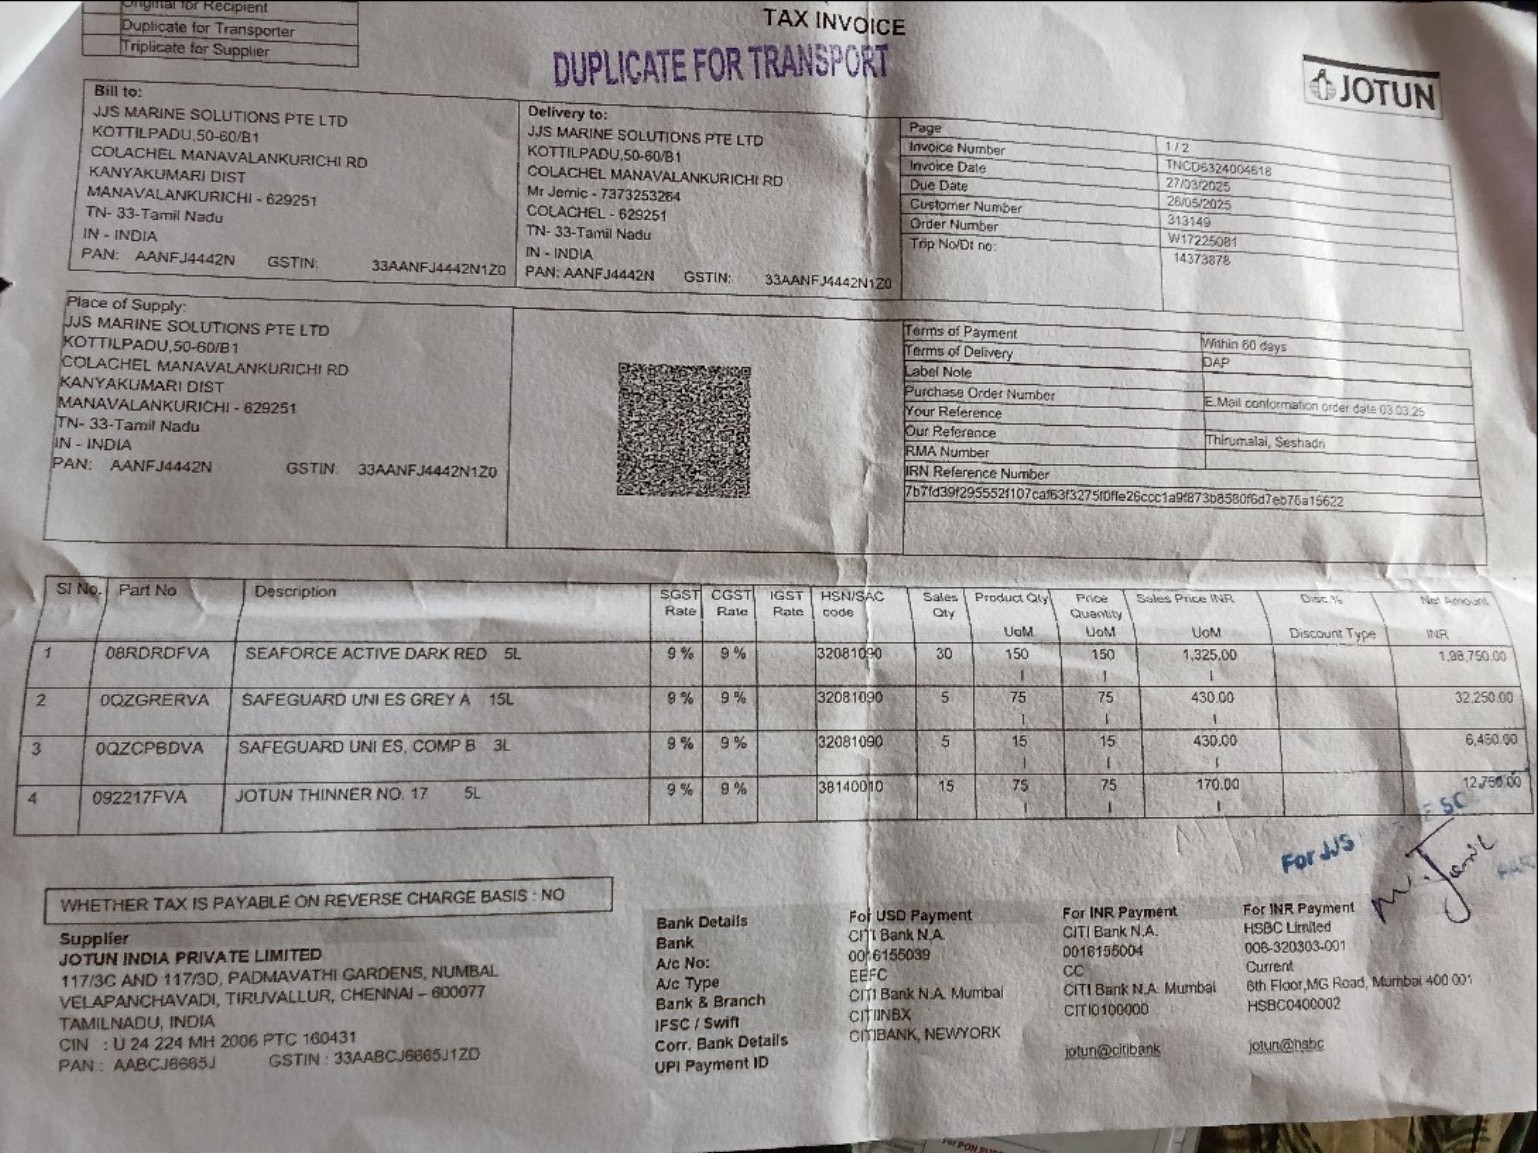 Original for Recipient
Duplicate for Transporter
Triplicate for Supplier
TAX INVOICE
DUPLICATE FOR TRANSPORT
JOTUN
Bill to:
JJS MARINE SOLUTIONS PTE LTD
KOTTILPADU,50-60/B1
COLACHEL MANAVALANKURICHI RD
KANYAKUMARI DIST
MANAVALANKURICHI - 629251
TN- 33-Tamil Nadu
IN - INDIA
PAN: AANFJ4442N GSTIN: 33AANFJ4442N1Z0
Delivery to:
JJS MARINE SOLUTIONS PTE LTD
KOTTILPADU,50-60/B1
COLACHEL MANAVALANKURICHI RD
Mr Jemic - 7373253264
COLACHEL - 629251
TN- 33-Tamil Nadu
IN - INDIA
PAN: AANFJ4442N GSTIN: 33AANFJ4442N1Z0
Page 1 / 2
Invoice Number TNCD6324004618
Invoice Date 27/03/2025
Due Date 26/05/2025
Customer Number 313149
Order Number W17225081
Trip No/Dt no: 14373878
Place of Supply:
JJS MARINE SOLUTIONS PTE LTD
KOTTILPADU,50-60/B1
COLACHEL MANAVALANKURICHI RD
KANYAKUMARI DIST
MANAVALANKURICHI - 629251
TN- 33-Tamil Nadu
IN - INDIA
PAN: AANFJ4442N GSTIN: 33AANFJ4442N1Z0
Terms of Payment Within 60 days
Terms of Delivery DAP
Label Note
Purchase Order Number E.Mail conformation order date 03.03.25
Your Reference
Our Reference Thirumalai, Seshadri
RMA Number
IRN Reference Number
Sl No. Part No Description SGST Rate CGST Rate IGST Rate HSN/SAC code Sales Qty Product Qty UoM Price Quantity UoM Sales Price INR UoM Disc % Discount Type Net Amount INR
1 08RDRDFVA SEAFORCE ACTIVE DARK RED 5L 9 % 9 % 32081090 30 150 150 1,325.00 1,98,750.00
l l l
2 0QZGRERVA SAFEGUARD UNI ES GREY A 15L 9 % 9 % 32081090 5 75 75 430.00 32,250.00
l l l
3 0QZCPBDVA SAFEGUARD UNI ES, COMP B 3L 9 % 9 % 32081090 5 15 15 430.00 6,450.00
l l l
4 092217FVA JOTUN THINNER NO. 17 5L 9 % 9 % 38140010 15 75 75 170.00 12,750.00
l l l
For JJS
WHETHER TAX IS PAYABLE ON REVERSE CHARGE BASIS : NO
Supplier
JOTUN INDIA PRIVATE LIMITED
117/3C AND 117/3D, PADMAVATHI GARDENS, NUMBAL
VELAPANCHAVADI, TIRUVALLUR, CHENNAI – 600077
TAMILNADU, INDIA
CIN : U 24 224 MH 2006 PTC 160431
PAN : AABCJ6665J GSTIN : 33AABCJ6665J1ZD
Bank Details For USD Payment For INR Payment For INR Payment
Bank CITI Bank N.A. CITI Bank N.A. HSBC Limited
A/c No: 0016155039 0016155004 006-320303-001
A/c Type EEFC CC Current
Bank & Branch CITI Bank N.A. Mumbai CITI Bank N.A. Mumbai 6th Floor,MG Road, Mumbai 400 001
IFSC / Swift CITIINBX CITI0100000 HSBC0400002
Corr. Bank Details CITIBANK, NEWYORK
UPI Payment ID jotun@citibank jotun@hsbc